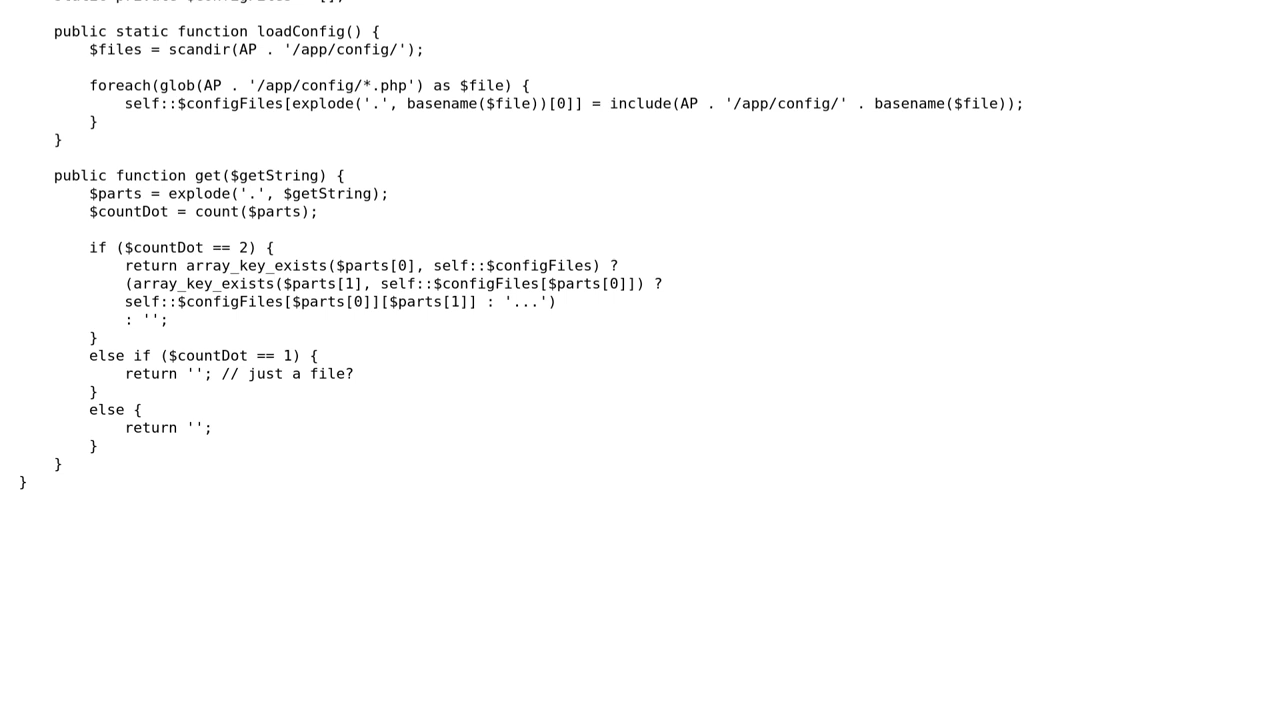 public static function loadConfig() {
        $files = scandir(AP . '/app/config/');

        foreach(glob(AP . '/app/config/*.php') as $file) {
            self::$configFiles[explode('.', basename($file))[0]] = include(AP . '/app/config/' . basename($file));
        }
    }

    public function get($getString) {
        $parts = explode('.', $getString);
        $countDot = count($parts);

        if ($countDot == 2) {
            return array_key_exists($parts[0], self::$configFiles) ?
            (array_key_exists($parts[1], self::$configFiles[$parts[0]]) ?
            self::$configFiles[$parts[0]][$parts[1]] : '...')
            : '';
        }
        else if ($countDot == 1) {
            return ''; // just a file?
        }
        else {
            return '';
        }
    }
}